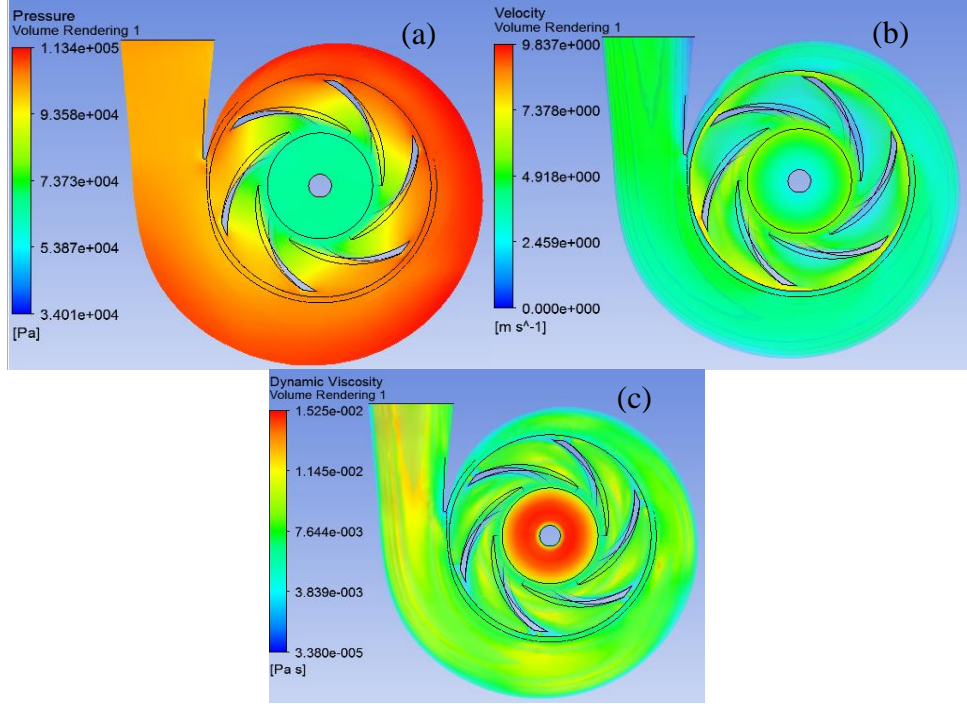 Pressure
Volume Rendering 1
(a)
1.134e+005
9.358e+004
7.373e+004
5.387e+004
3.401e+004
[Pa]
Velocity
Volume Rendering 1
(b)
9.837e+000
7.378e+000
4.918e+000
2.459e+000
0.000e+000
[m s^-1]
Dynamic Viscosity
Volume Rendering 1
(c)
1.525e-002
1.145e-002
7.644e-003
3.839e-003
3.380e-005
[Pa s]